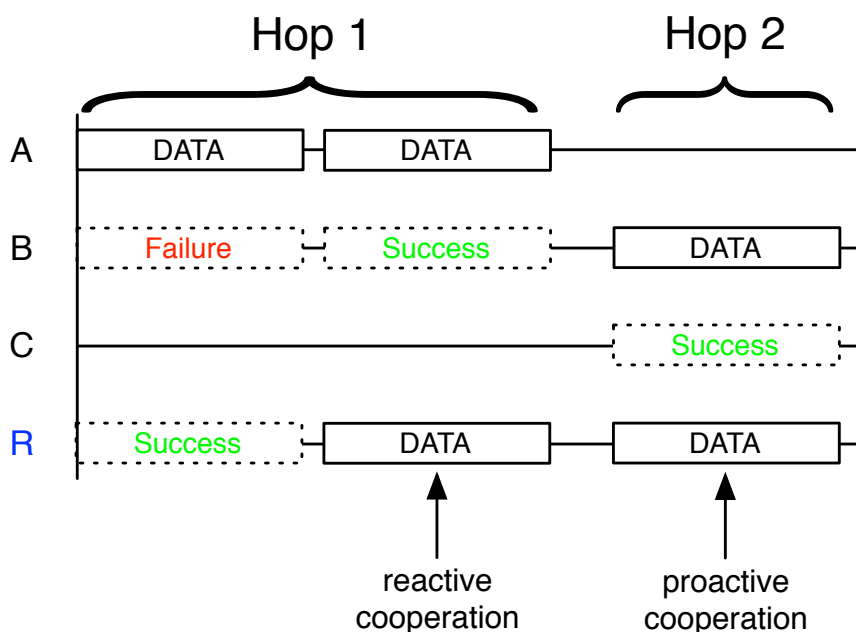 Hop 1
Hop 2
A
DATA
DATA
B
Failure
Success
DATA
C
Success
R
Success
DATA
DATA
reactive
cooperation
proactive
cooperation